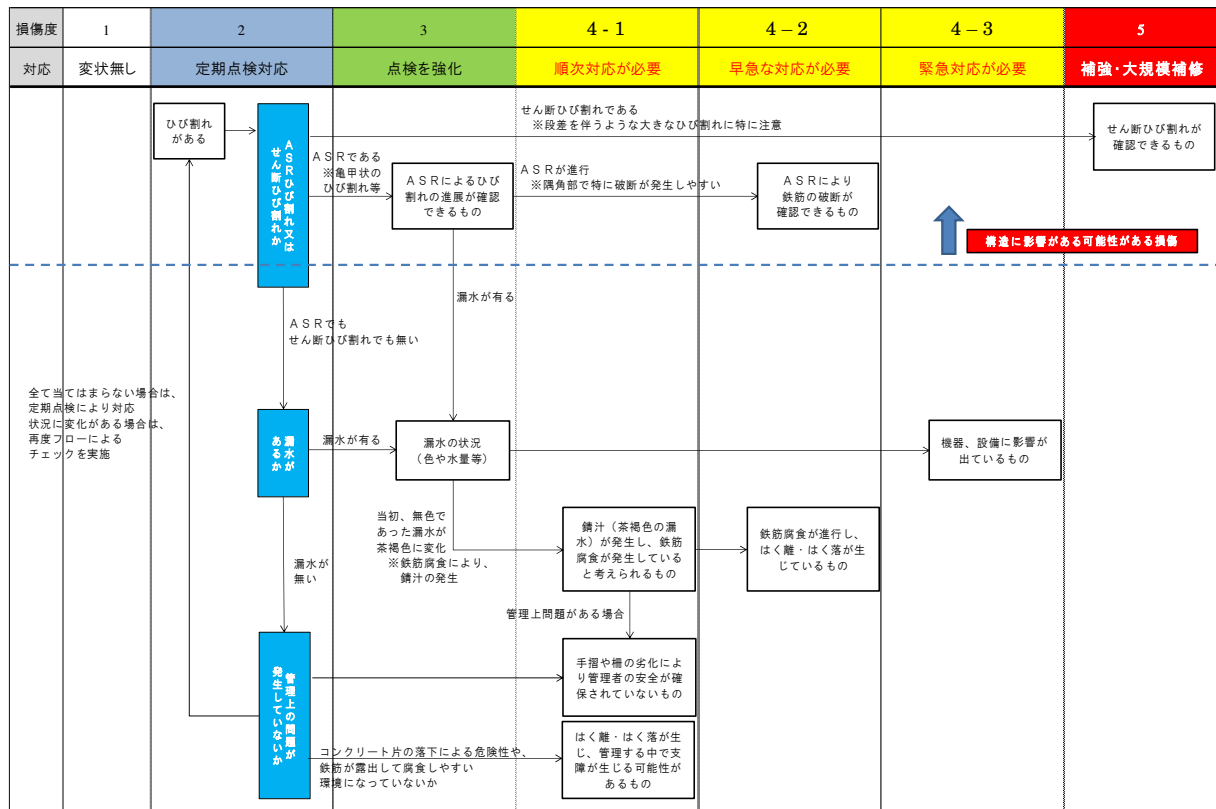 損傷度 1 2 3 4-1 4－2 4－3 5
対応 変状無し 定期点検対応 点検を強化 順次対応が必要 早急な対応が必要 緊急対応が必要 補強・大規模補修
ひび割れ
がある
ASRひび割れ又は
せん断ひび割れか
せん断ひび割れである
※段差を伴うような大きなひび割れに特に注意
せん断ひび割れが
確認できるもの
ASRである
※亀甲状の
ひび割れ等
ASRによるひび
割れの進展が確認
できるもの
ASRが進行
※隅角部で特に破断が発生しやすい
ASRにより
鉄筋の破断が
確認できるもの
構造に影響がある可能性がある損傷
漏水が有る
ASRでも
せん断ひび割れでも無い
全て当てはまらない場合は、
定期点検により対応
状況に変化がある場合は、
再度フローによる
チェックを実施
漏水が
あるか
漏水が有る
漏水の状況
（色や水量等）
機器、設備に影響が
出ているもの
当初、無色で
あった漏水が
茶褐色に変化
※鉄筋腐食により、
錆汁の発生
錆汁（茶褐色の漏
水）が発生し、鉄筋
腐食が発生している
と考えられるもの
鉄筋腐食が進行し、
はく離・はく落が生
じているもの
漏水が
無い
管理上問題がある場合
管理上の問題が
発生していないか
手摺や柵の劣化によ
り管理者の安全が確
保されていないもの
コンクリート片の落下による危険性や、
鉄筋が露出して腐食しやすい
環境になっていないか
はく離・はく落が生
じ、管理する中で支
障が生じる可能性が
あるもの